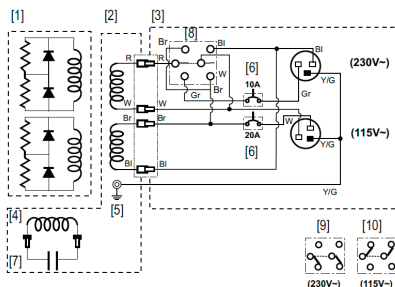 [1] [2] [3]
[8]
Br Bl
R R [6] (230V~)
10A
W Y/G
Gr Gr
W W
Br Br W (115V~)
20A
[6]
Bl Bl
[4] [5] Y/G
[7] [9] [10]
(230V~) (115V~)